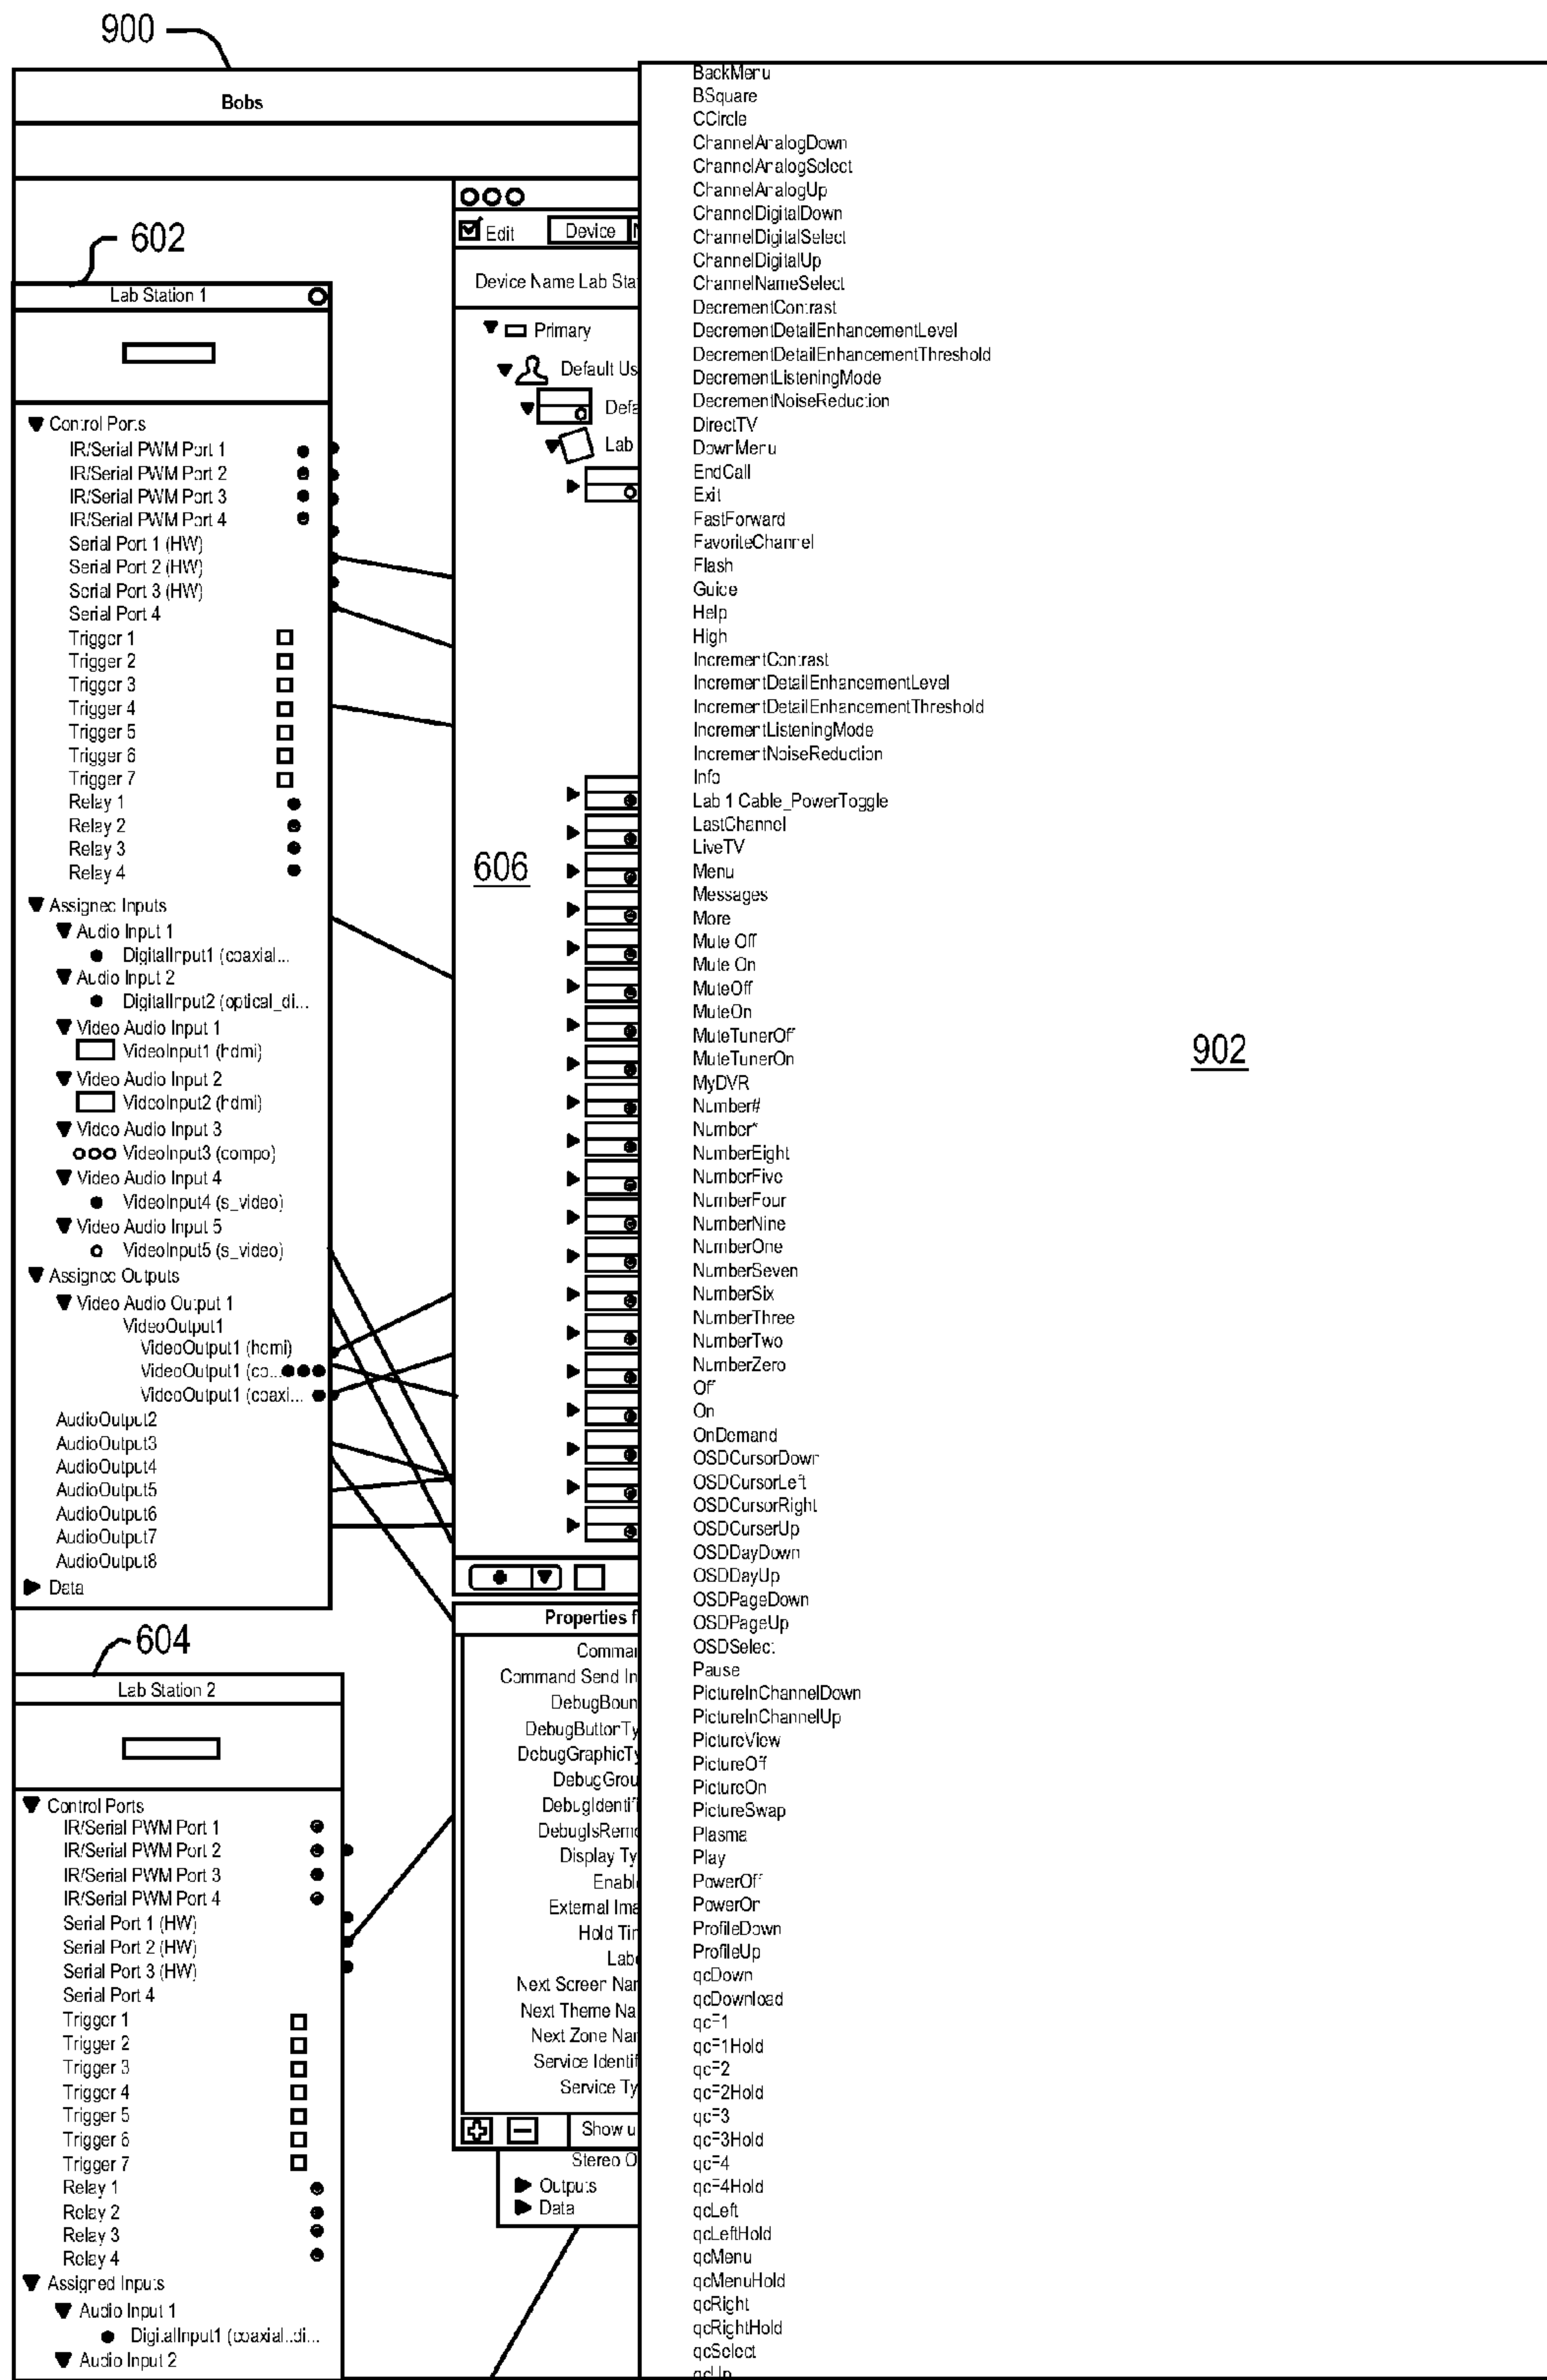 900
Bobs
602
Lab Station 1
Control Ports
IR/Serial PWM Port 1
IR/Serial PWM Port 2
IR/Serial PWM Port 3
IR/Serial PWM Port 4
Serial Port 1 (HW)
Serial Port 2 (HW)
Serial Port 3 (HW)
Serial Port 4
Trigger 1
Trigger 2
Trigger 3
Trigger 4
Trigger 5
Trigger 6
Trigger 7
Relay 1
Relay 2
Relay 3
Relay 4
Assigned Inputs
Audio Input 1
DigitalInput1 (coaxial...
Audio Input 2
DigitalInput2 (optical_di...
Video Audio Input 1
VideoInput1 (hdmi)
Video Audio Input 2
VideoInput2 (hdmi)
Video Audio Input 3
VideoInput3 (compo)
Video Audio Input 4
VideoInput4 (s_video)
Video Audio Input 5
VideoInput5 (s_video)
Assigned Outputs
Video Audio Output 1
VideoOutput1
VideoOutput1 (hdmi)
VideoOutput1 (co...
VideoOutput1 (coaxi...
AudioOutput2
AudioOutput3
AudioOutput4
AudioOutput5
AudioOutput6
AudioOutput7
AudioOutput8
Data
604
Lab Station 2
Control Ports
IR/Serial PWM Port 1
IR/Serial PWM Port 2
IR/Serial PWM Port 3
IR/Serial PWM Port 4
Serial Port 1 (HW)
Serial Port 2 (HW)
Serial Port 3 (HW)
Serial Port 4
Trigger 1
Trigger 2
Trigger 3
Trigger 4
Trigger 5
Trigger 6
Trigger 7
Relay 1
Relay 2
Relay 3
Relay 4
Assigned Inputs
Audio Input 1
DigitalInput1 (coaxial..di...
Audio Input 2
Edit
Device
Device Name Lab Sta
Primary
Default Us
Defa
Lab
606
Properties f
Comma
Command Send In
DebugBoun
DebugButtonTy
DebugGraphicTy
DebugGrou
DebugIdentifi
DebugIsRemo
Display Ty
Enabl
External Ima
Hold Tim
Labe
Next Screen Nam
Next Theme Na
Next Zone Nam
Service Identif
Service Ty
Show u
Stereo O
Outputs
Data
BackMenu
BSquare
CCircle
ChannelAnalogDown
ChannelAnalogSelect
ChannelAnalogUp
ChannelDigitalDown
ChannelDigitalSelect
ChannelDigitalUp
ChannelNameSelect
DecrementContrast
DecrementDetailEnhancementLevel
DecrementDetailEnhancementThreshold
DecrementListeningMode
DecrementNoiseReduction
DirectTV
DownMenu
EndCall
Exit
FastForward
FavoriteChannel
Flash
Guide
Help
High
IncrementContrast
IncrementDetailEnhancementLevel
IncrementDetailEnhancementThreshold
IncrementListeningMode
IncrementNoiseReduction
Info
Lab 1 Cable_PowerToggle
LastChannel
LiveTV
Menu
Messages
More
Mute Off
Mute On
MuteOff
MuteOn
MuteTunerOff
MuteTunerOn
MyDVR
Number#
Number*
NumberEight
NumberFive
NumberFour
NumberNine
NumberOne
NumberSeven
NumberSix
NumberThree
NumberTwo
NumberZero
Off
On
OnDemand
OSDCursorDown
OSDCursorLeft
OSDCursorRight
OSDCurserUp
OSDDayDown
OSDDayUp
OSDPageDown
OSDPageUp
OSDSelect
Pause
PictureInChannelDown
PictureInChannelUp
PictureView
PictureOff
PictureOn
PictureSwap
Plasma
Play
PowerOff
PowerOn
ProfileDown
ProfileUp
qcDown
qcDownload
qcF1
qcF1Hold
qcF2
qcF2Hold
qcF3
qcF3Hold
qcF4
qcF4Hold
qcLeft
qcLeftHold
qcMenu
qcMenuHold
qcRight
qcRightHold
qcSelect
qcUp
902